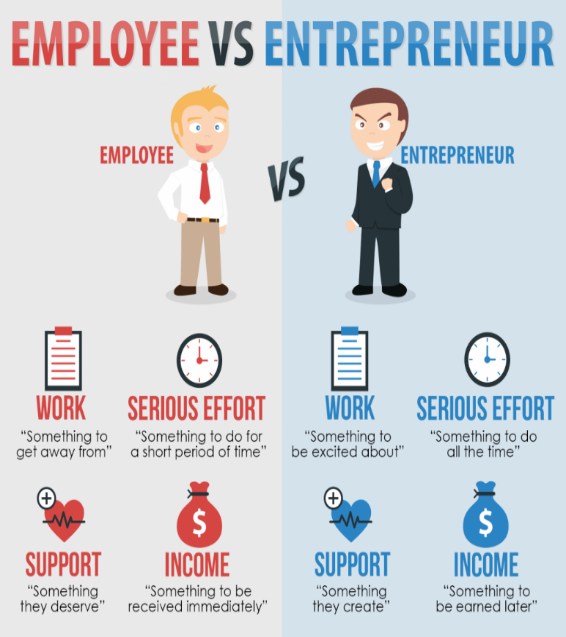 EMPLOYEE VS ENTREPRENEUR
EMPLOYEE
VS
ENTREPRENEUR
WORK
"Something to
get away from"
SERIOUS EFFORT
"Something to do for
a short period of time"
WORK
"Something to
be excited about"
SERIOUS EFFORT
"Something to do
all the time"
SUPPORT
"Something
they deserve"
$
INCOME
"Something to be
received immediately"
SUPPORT
"Something
they create"
$
INCOME
"Something to
be earned later"